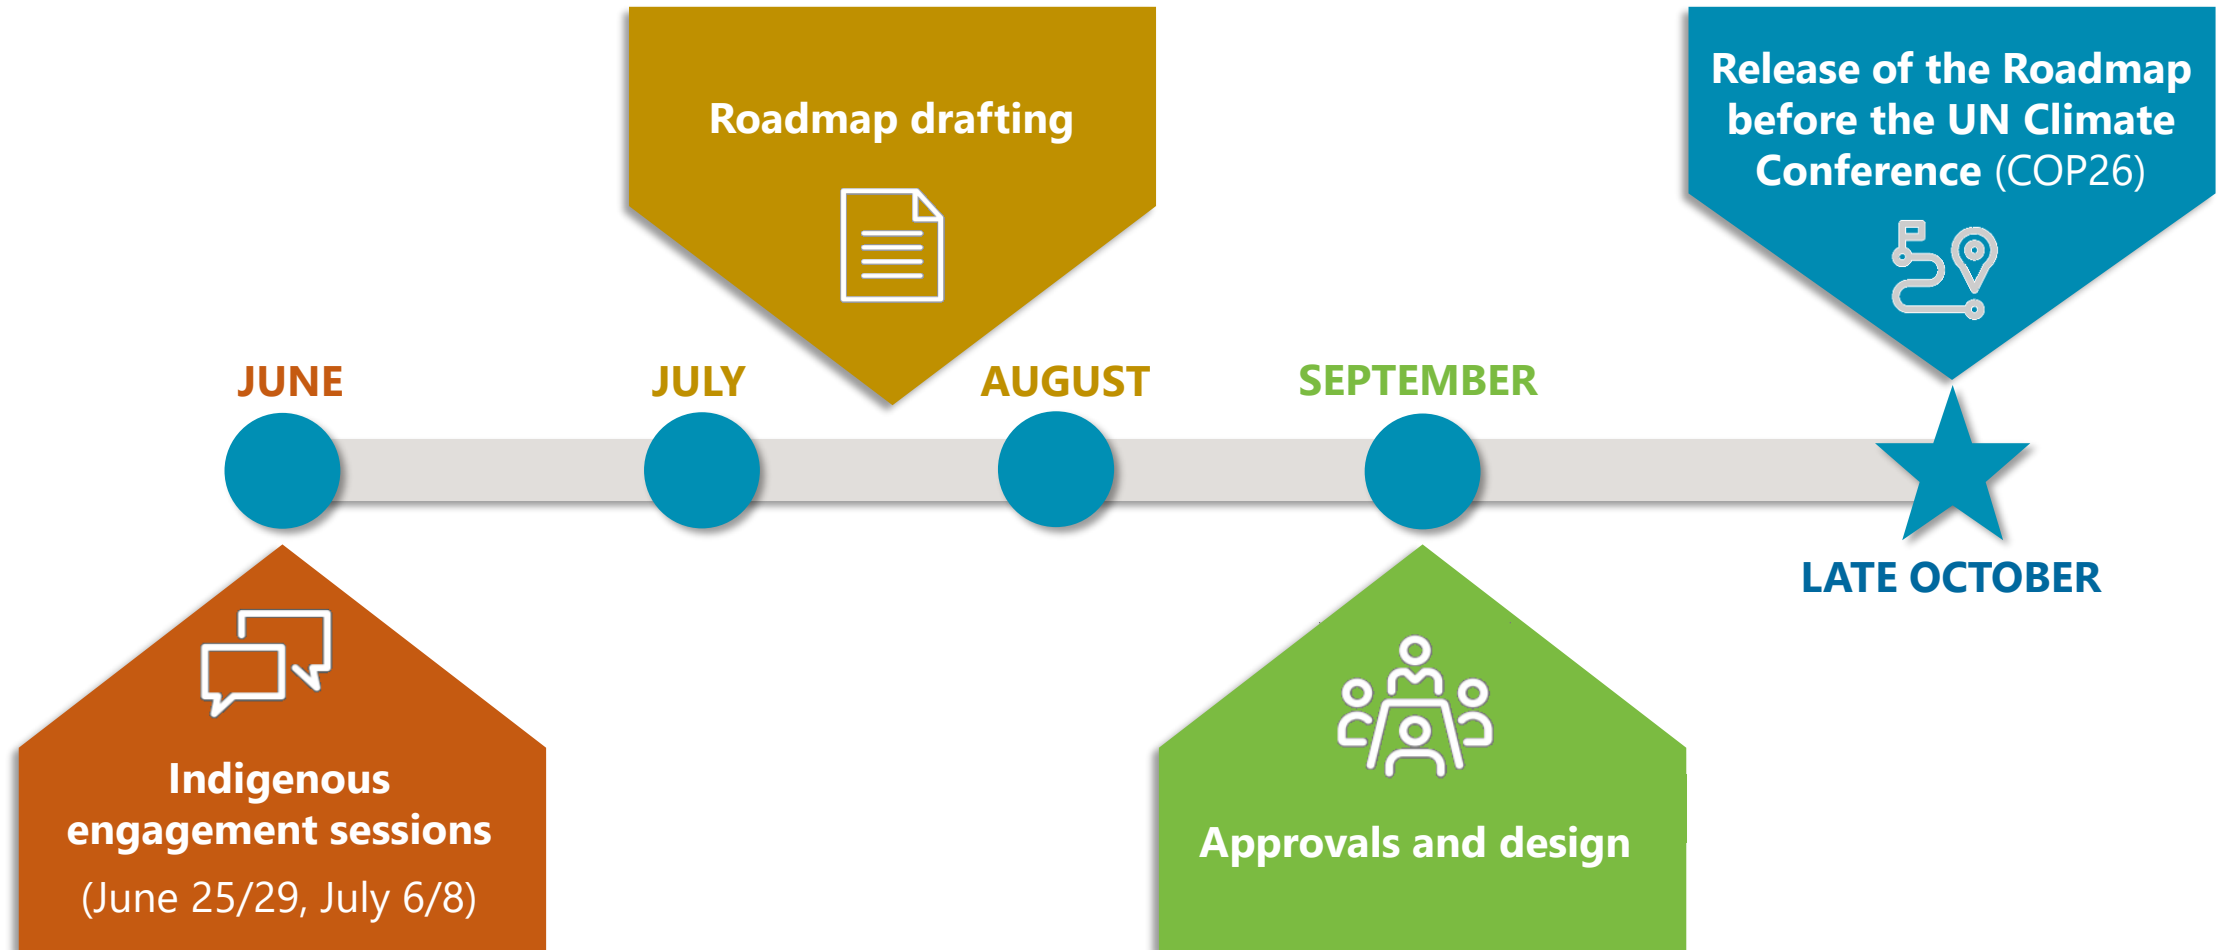 Roadmap drafting
Release of the Roadmap
before the UN Climate
Conference (COP26)
JUNE
JULY
AUGUST
SEPTEMBER
LATE OCTOBER
Indigenous
engagement sessions
(June 25/29, July 6/8)
Approvals and design